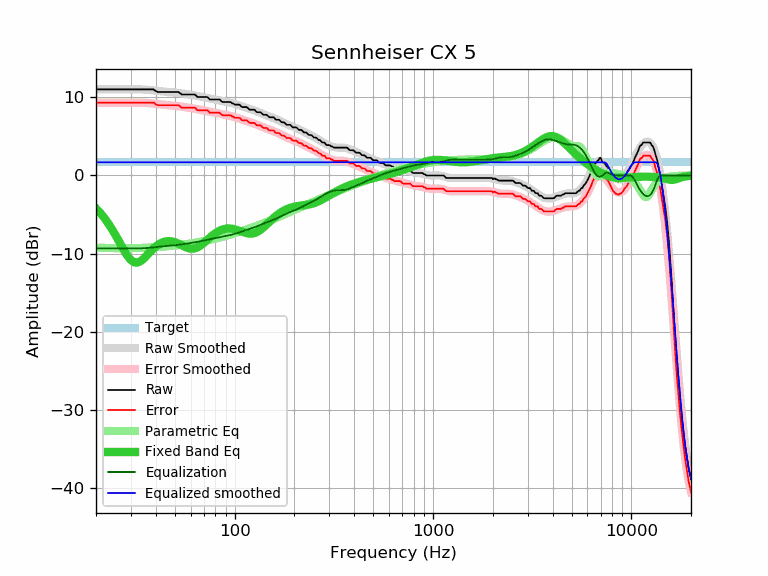 Sennheiser CX 5
10
0
−10
−20
−30
−40
Amplitude (dBr)
Target
Raw Smoothed
Error Smoothed
Raw
Error
Parametric Eq
Fixed Band Eq
Equalization
Equalized smoothed
100 1000 10000
Frequency (Hz)